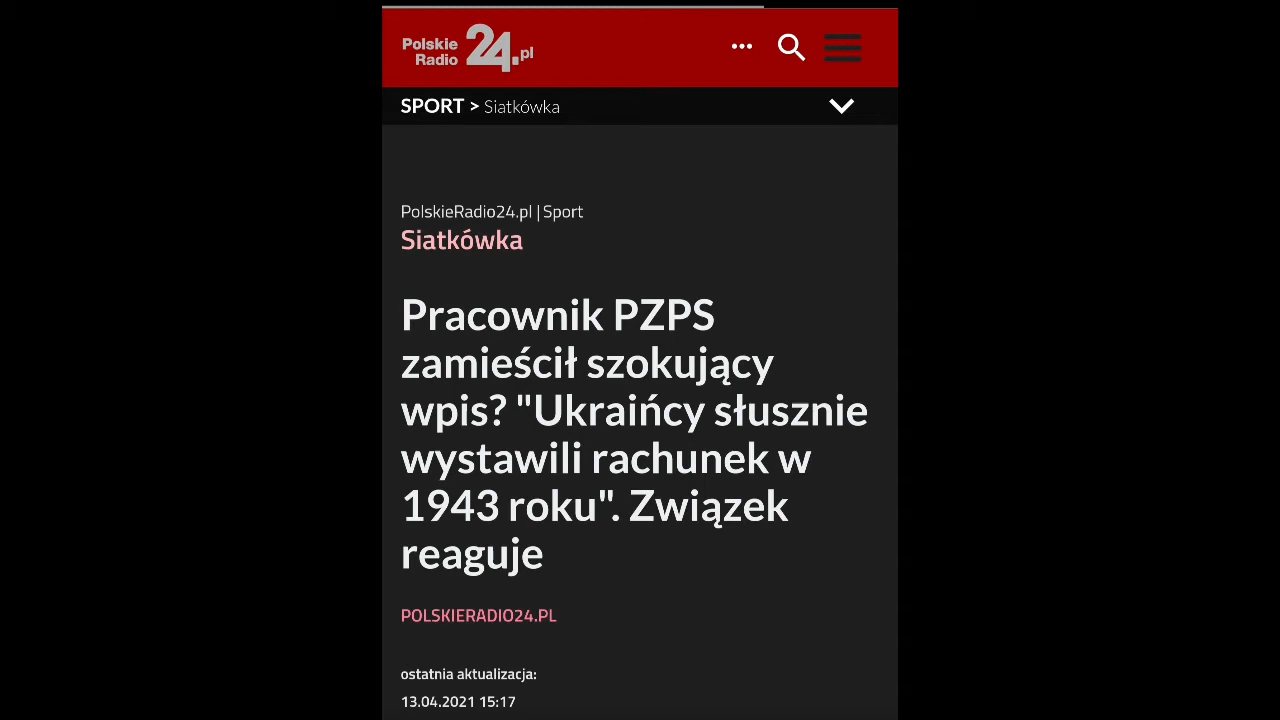 Polskie
Radio 24.pl
SPORT > Siatkówka
PolskieRadio24.pl | Sport
Siatkówka
Pracownik PZPS
zamieścił szokujący
wpis? "Ukraińcy słusznie
wystawili rachunek w
1943 roku". Związek
reaguje
POLSKIERADIO24.PL
ostatnia aktualizacja:
13.04.2021 15:17